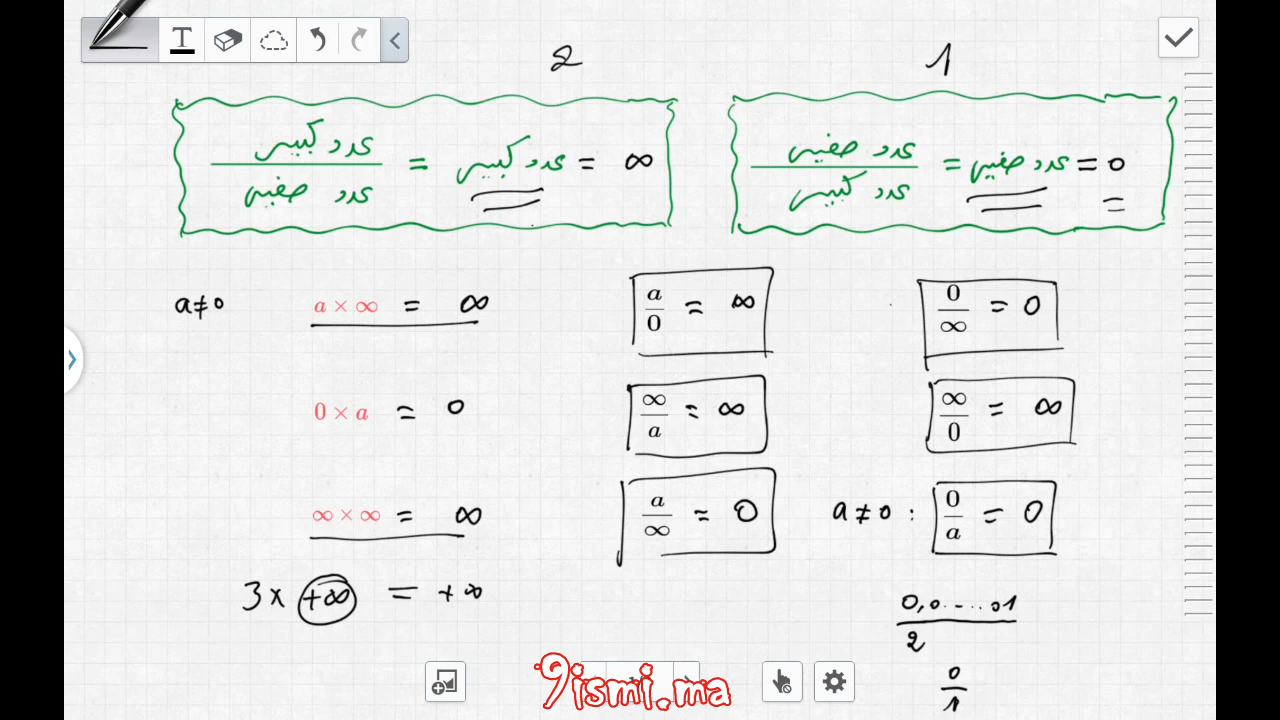 T
2 1
عدد كبير / عدد صغير = عدد كبير = ∞
عدد صغير / عدد كبير = عدد صغير = 0
a≠0 a × ∞ = ∞
a/0 = ∞
0/∞ = 0
0 × a = 0
∞/a = ∞
∞/0 = ∞
∞ × ∞ = ∞
a/∞ = 0
a ≠ 0 : 0/a = 0
3 x +∞ = +∞
0,0-...01 / 2
0/1
9ismi.ma